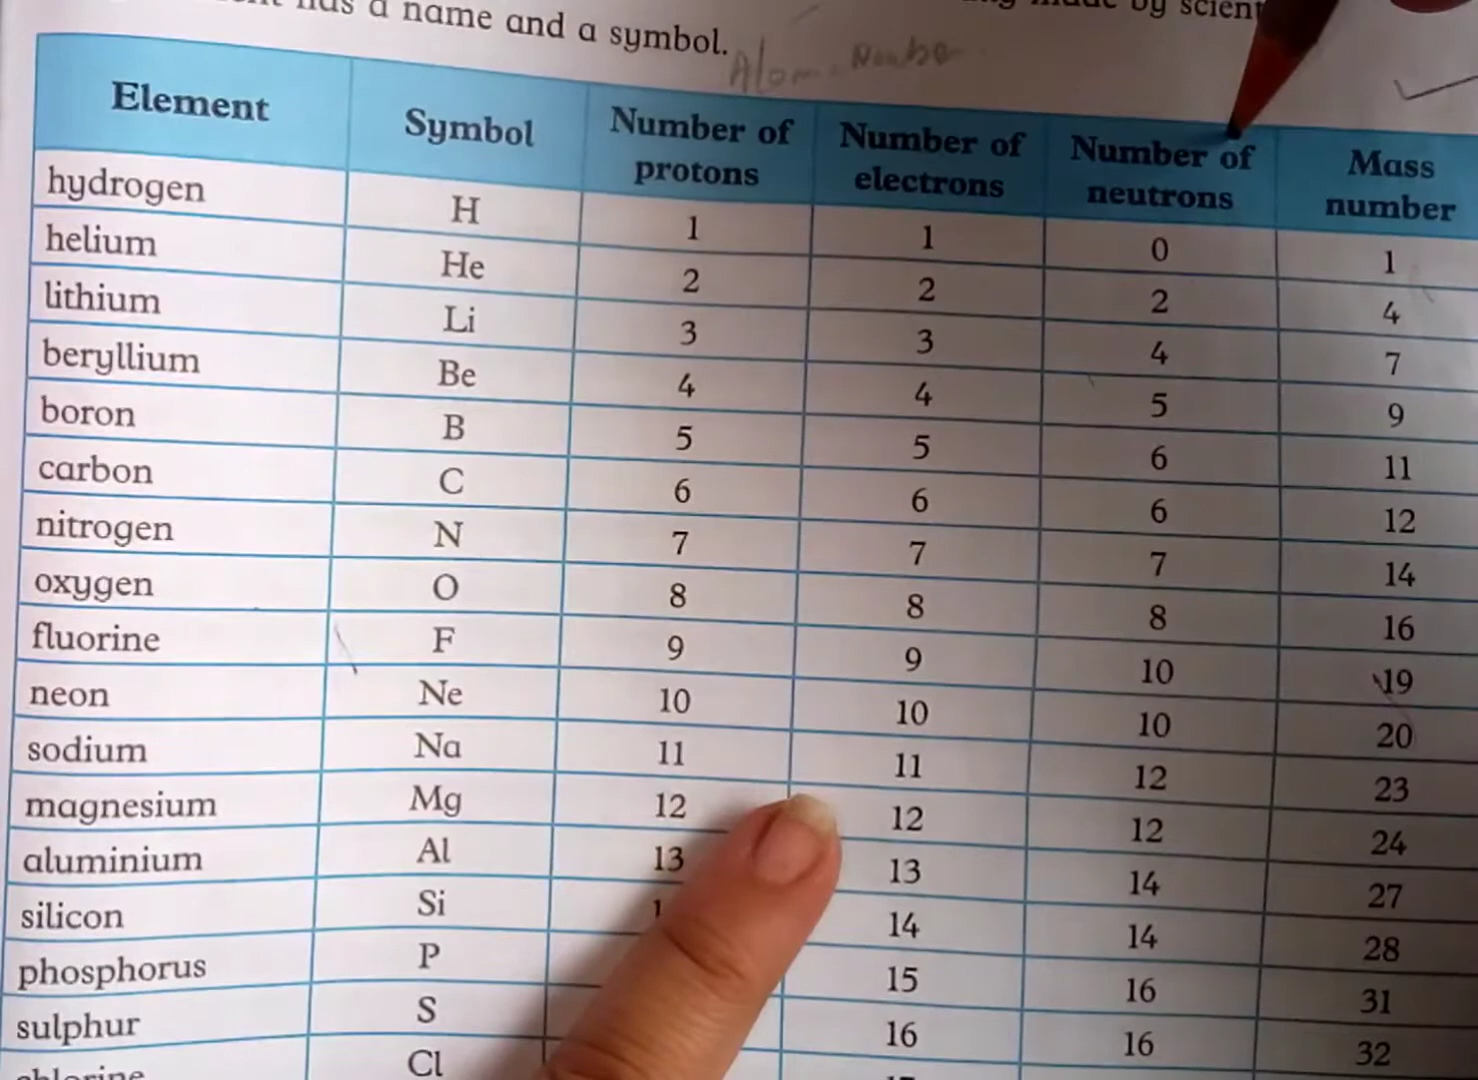 has a name and a symbol.
made by
Element Symbol Number of protons Number of electrons Number of neutrons Mass number
hydrogen H 1 1 0 1
helium He 2 2 2 4
lithium Li 3 3 4 7
beryllium Be 4 4 5 9
boron B 5 5 6 11
carbon C 6 6 6 12
nitrogen N 7 7 7 14
oxygen O 8 8 8 16
fluorine F 9 9 10 19
neon Ne 10 10 10 20
sodium Na 11 11 12 23
magnesium Mg 12 12 12 24
aluminium Al 13 13 14 27
silicon Si 14 14 28
phosphorus P 15 16 31
sulphur S 16 16 32
Cl